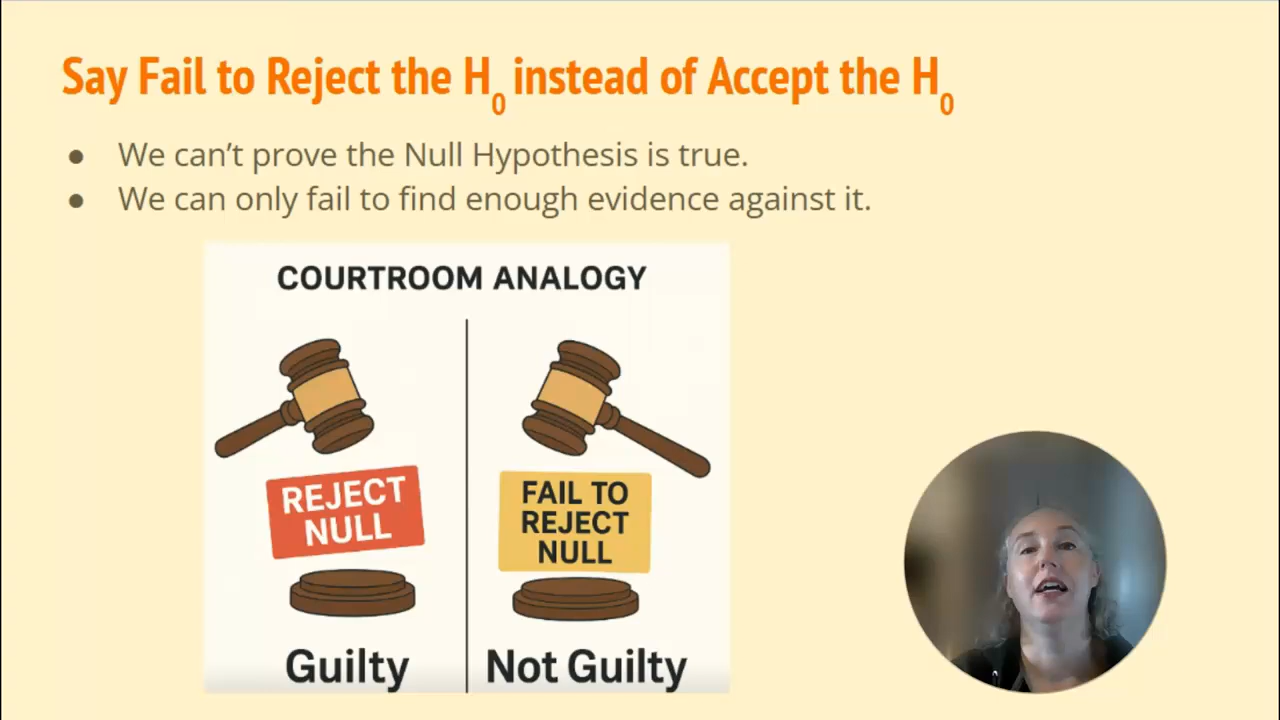 Say Fail to Reject the H0 instead of Accept the H0
● We can't prove the Null Hypothesis is true.
● We can only fail to find enough evidence against it.
COURTROOM ANALOGY
REJECT
NULL
Guilty
FAIL TO
REJECT
NULL
Not Guilty